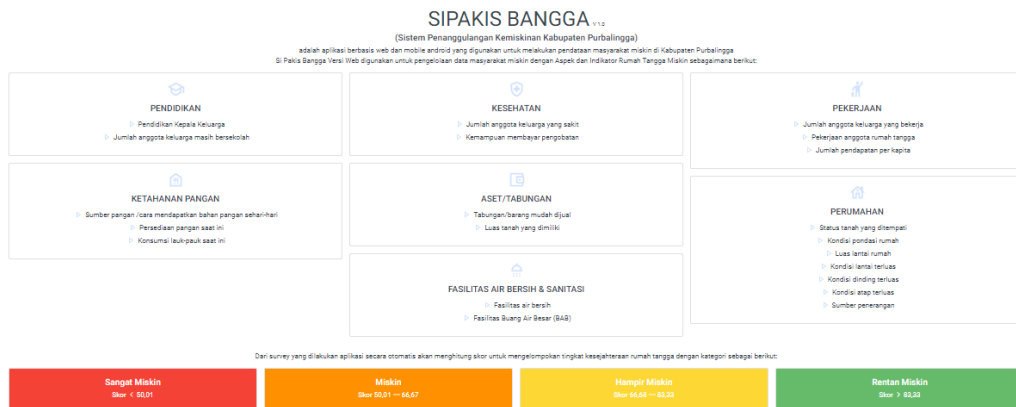 SIPAKIS BANGGA V 1.2
(Sistem Penanggulangan Kemiskinan Kabupaten Purbalingga)
adalah aplikasi berbasis web dan mobile android yang digunakan untuk melakukan pendataan masyarakat miskin di Kabupaten Purbalingga
Si Pakis Bangga Versi Web digunakan untuk pengelolaan data masyarakat miskin dengan Aspek dan Indikator Rumah Tangga Miskin sebagaimana berikut:
PENDIDIKAN
Pendidikan Kepala Keluarga
Jumlah anggota keluarga masih bersekolah
KESEHATAN
Jumlah anggota keluarga yang sakit
Kemampuan membayar pengobatan
PEKERJAAN
Jumlah anggota keluarga yang bekerja
Pekerjaan anggota rumah tangga
Jumlah pendapatan per kapita
KETAHANAN PANGAN
Sumber pangan /cara mendapatkan bahan pangan sehari-hari
Persediaan pangan saat ini
Konsumsi lauk-pauk saat ini
ASET/TABUNGAN
Tabungan/barang mudah dijual
Luas tanah yang dimiliki
PERUMAHAN
Status tanah yang ditempati
Kondisi pondasi rumah
Luas lantai rumah
Kondisi lantai terluas
Kondisi dinding terluas
Kondisi atap terluas
Sumber penerangan
FASILITAS AIR BERSIH & SANITASI
Fasilitas air bersih
Fasilitas Buang Air Besar (BAB)
Dari survey yang dilakukan aplikasi secara otomatis akan menghitung skor untuk mengelompokan tingkat kesejahteraan rumah tangga dengan kategori sebagai berikut:
Sangat Miskin
Skor < 50,01
Miskin
Skor 50,01 — 66,67
Hampir Miskin
Skor 66,68 — 83,33
Rentan Miskin
Skor > 83,33